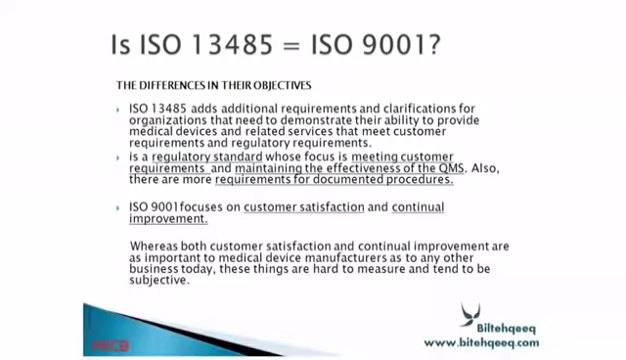 Is ISO 13485 = ISO 9001?
THE DIFFERENCES IN THEIR OBJECTIVES
ISO 13485 adds additional requirements and clarifications for
organizations that need to demonstrate their ability to provide
medical devices and related services that meet customer
requirements and regulatory requirements.
is a regulatory standard whose focus is meeting customer
requirements and maintaining the effectiveness of the QMS. Also,
there are more requirements for documented procedures.
ISO 9001focuses on customer satisfaction and continual
improvement.
Whereas both customer satisfaction and continual improvement are
as important to medical device manufacturers as to any other
business today, these things are hard to measure and tend to be
subjective.
PECB
Biltehqeeq
www.bitehqeeq.com